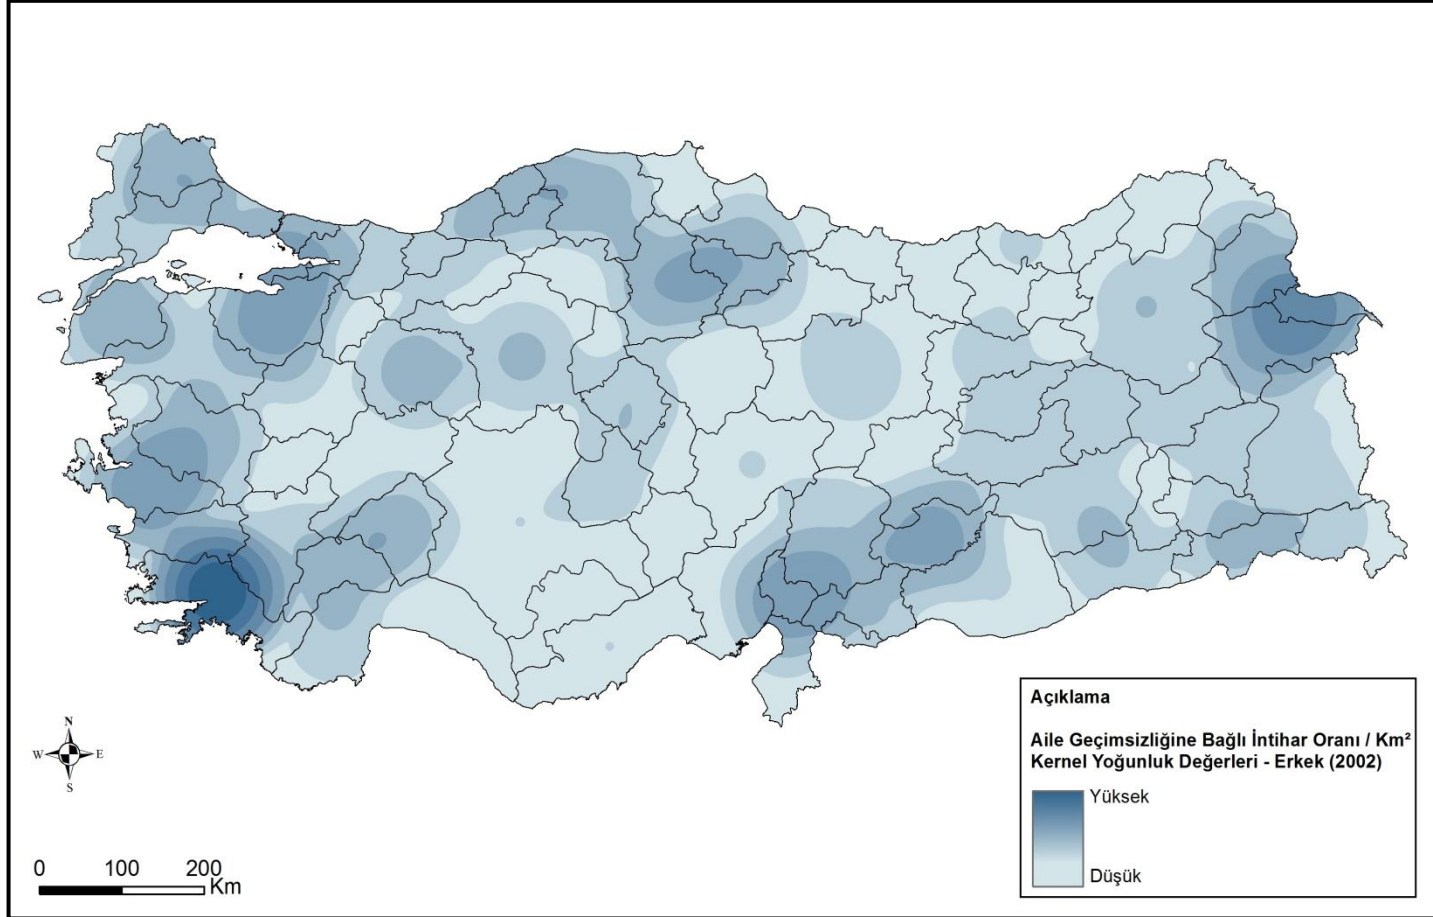 N
W E
S
0 100 200
Km
Açıklama
Aile Geçimsizliğine Bağlı İntihar Oranı / Km²
Kernel Yoğunluk Değerleri - Erkek (2002)
Yüksek
Düşük